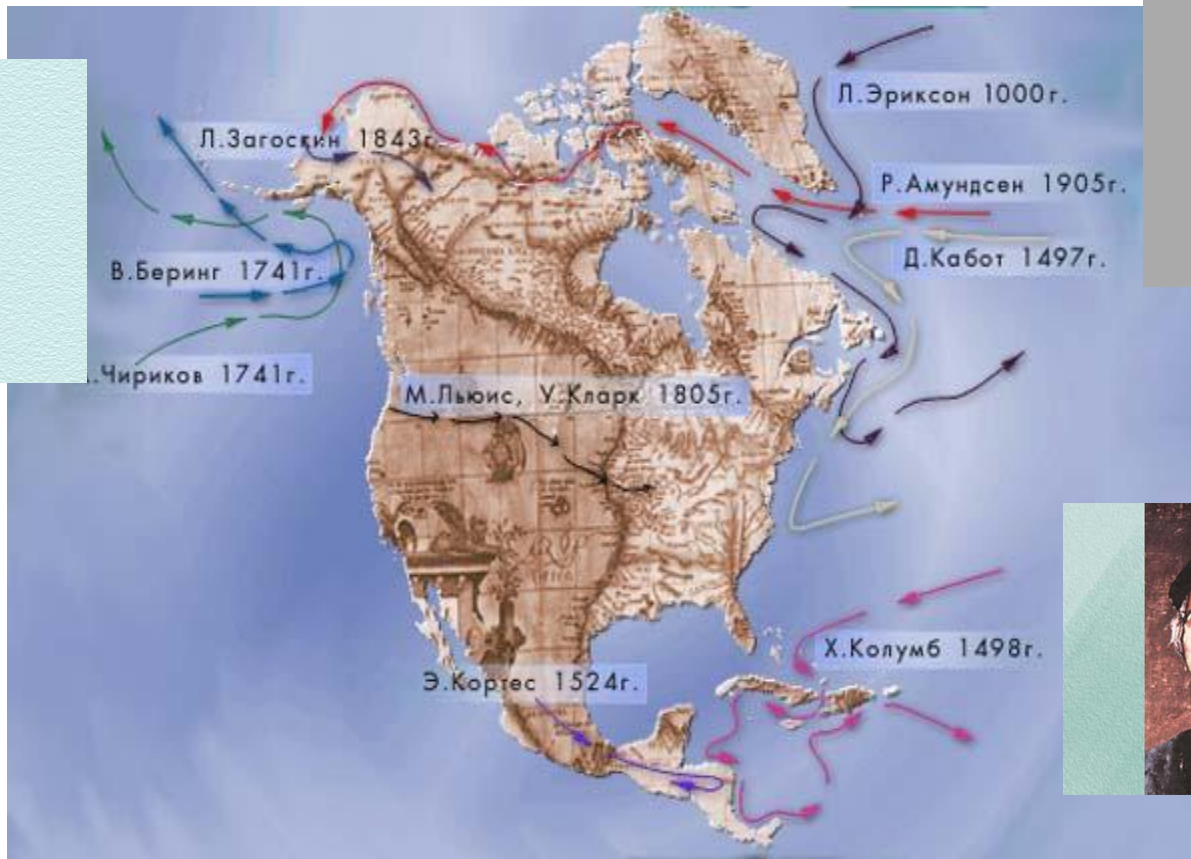 Л.Эриксон 1000г.
Л.Загоскин 1843г.
Р.Амундсен 1905г.
Д.Кабот 1497г.
В.Беринг 1741г.
.Чириков 1741г.
М.Льюис, У.Кларк 1805г.
Х.Колумб 1498г.
Э.Кортес 1524г.